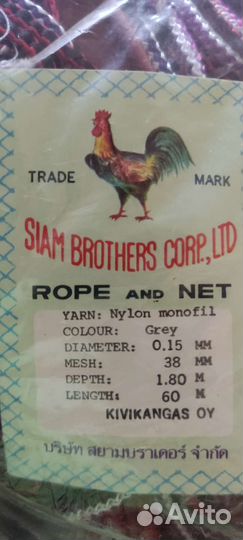 TRADE MARK
SIAM BROTHERS CORP., LTD
ROPE AND NET
YARN: Nylon monofil
COLOUR: Grey
DIAMETER: 0.15 MM
MESH: 38 MM
DEPTH: 1.80 M
LENGTH: 60 M
KIVIKANGAS OY
บริษัท สยามบราเดอร์ จำกัด
Avito